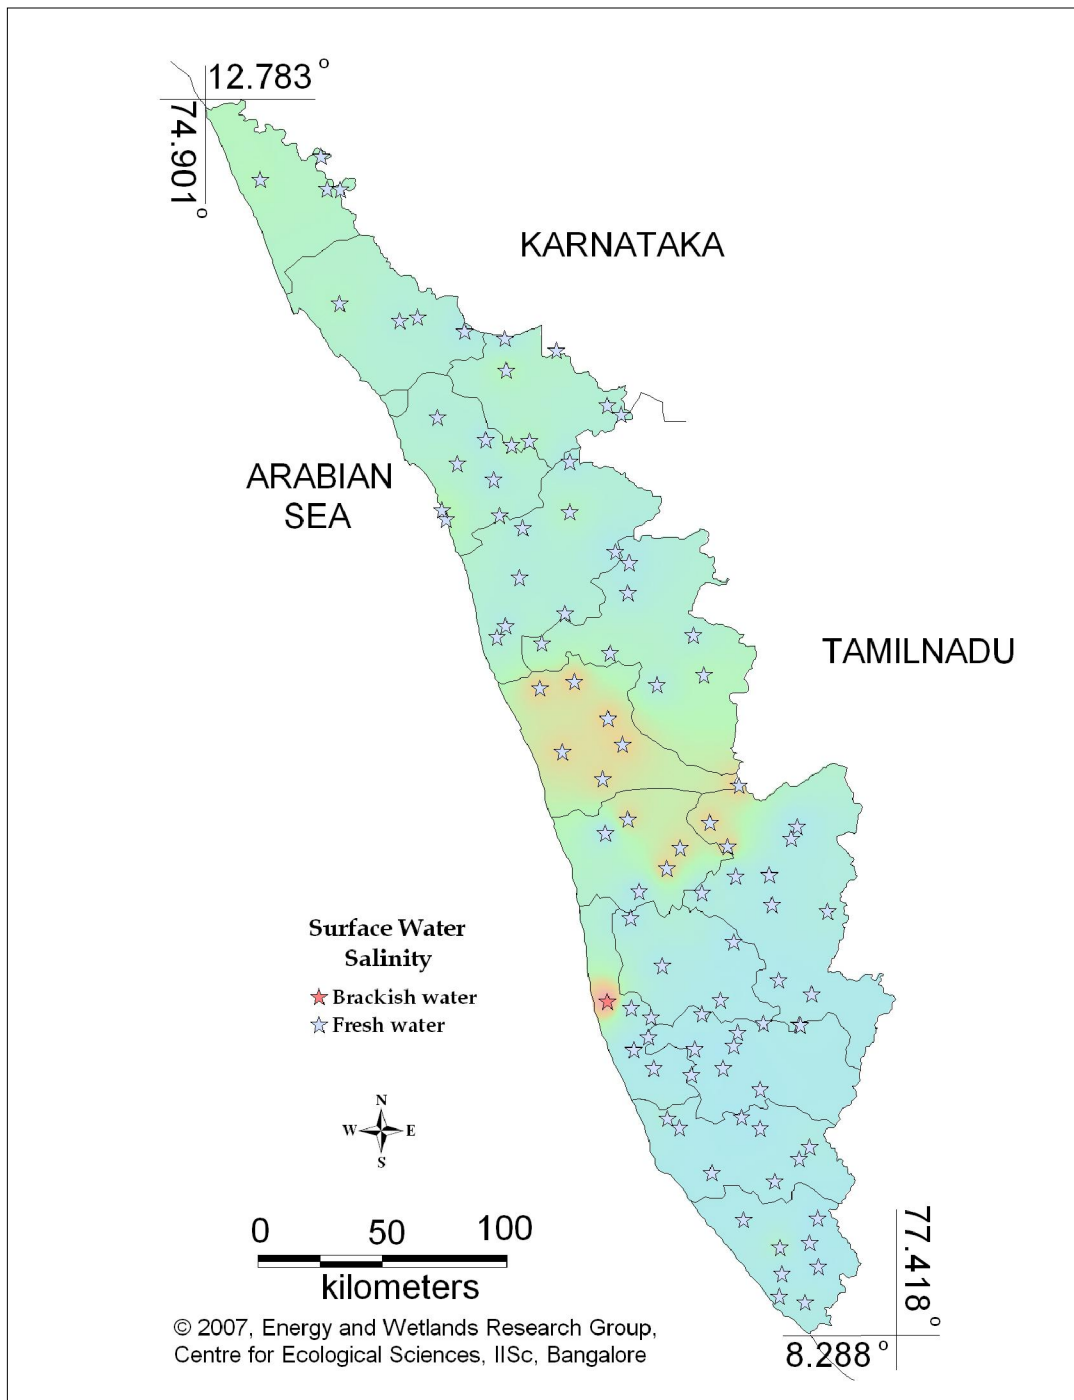 12.783°
74.901°
KARNATAKA
ARABIAN
SEA
TAMILNADU
Surface Water
Salinity
Brackish water
Fresh water
N
W E
S
0 50 100
kilometers
77.418°
8.288°
© 2007, Energy and Wetlands Research Group,
Centre for Ecological Sciences, IISc, Bangalore